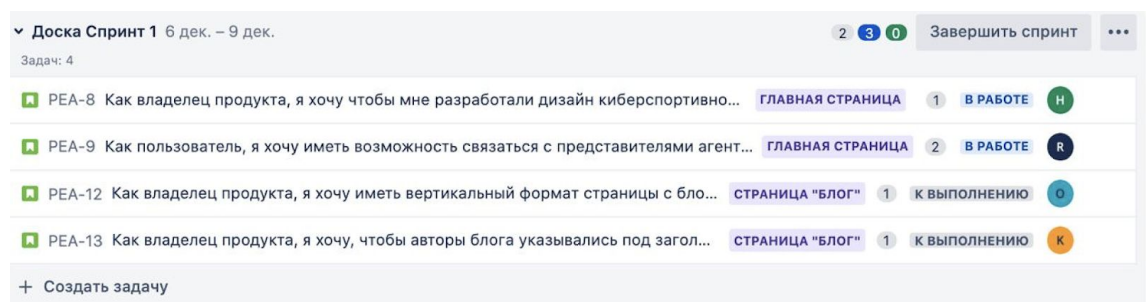 Доска Спринт 1 6 дек. – 9 дек. 2 3 0 Завершить спринт •••
Задач: 4
PEA-8 Как владелец продукта, я хочу чтобы мне разработали дизайн киберспортивно... ГЛАВНАЯ СТРАНИЦА 1 В РАБОТЕ H
PEA-9 Как пользователь, я хочу иметь возможность связаться с представителями агент... ГЛАВНАЯ СТРАНИЦА 2 В РАБОТЕ R
PEA-12 Как владелец продукта, я хочу иметь вертикальный формат страницы с бло... СТРАНИЦА "БЛОГ" 1 К ВЫПОЛНЕНИЮ O
PEA-13 Как владелец продукта, я хочу, чтобы авторы блога указывались под загол... СТРАНИЦА "БЛОГ" 1 К ВЫПОЛНЕНИЮ K
+ Создать задачу